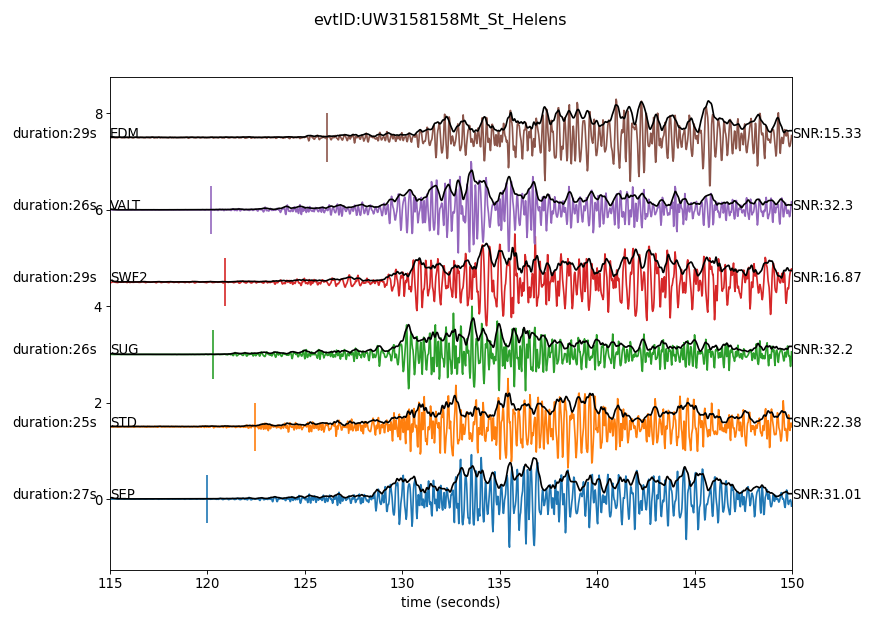 evtID:UW3158158Mt_St_Helens
8
duration:29s EDM SNR:15.33
duration:26s VALT SNR:32.3
6
duration:29s SWF2 SNR:16.87
4
duration:26s SUG SNR:32.2
2
duration:25s STD SNR:22.38
duration:27s SEP SNR:31.01
0
115 120 125 130 135 140 145 150
time (seconds)